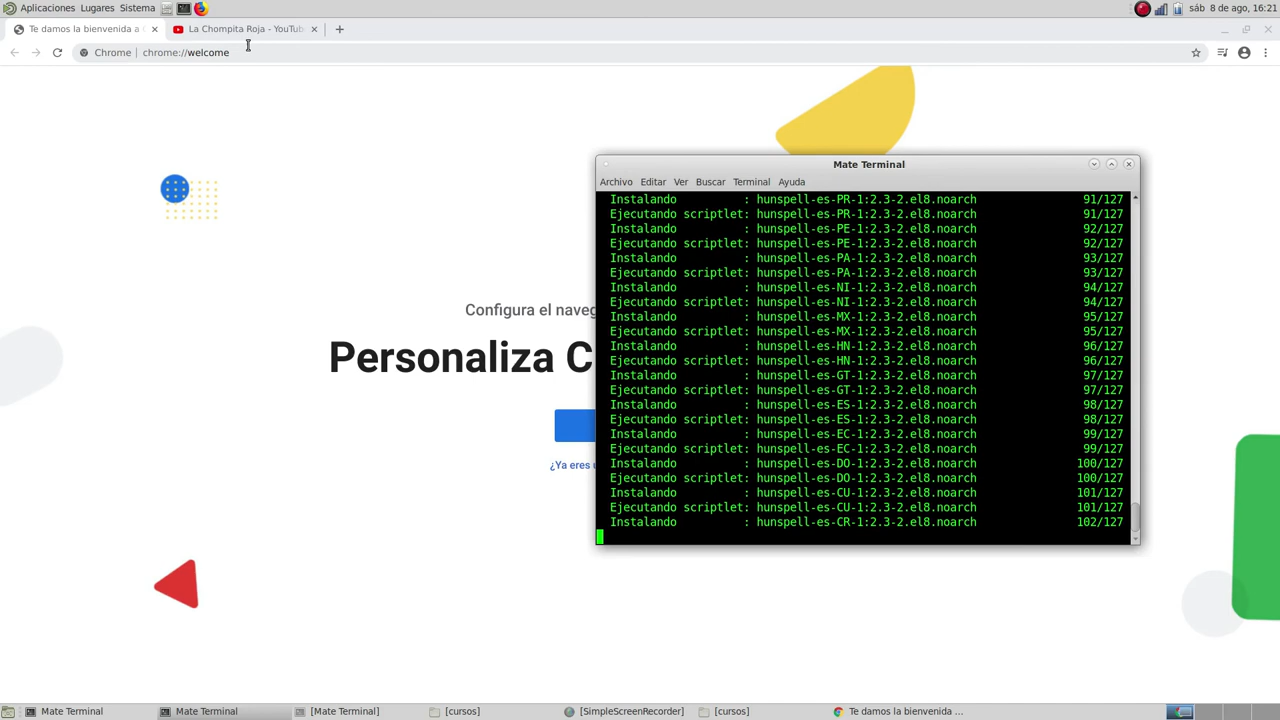 Aplicaciones Lugares Sistema
sáb 8 de ago, 16:21
Te damos la bienvenida a
La Chompita Roja - YouTub
Chrome | chrome://welcome
Configura el naveg
Personaliza C
¿Ya eres u
Mate Terminal
Archivo Editar Ver Buscar Terminal Ayuda
Instalando : hunspell-es-PR-1:2.3-2.el8.noarch 91/127
Ejecutando scriptlet: hunspell-es-PR-1:2.3-2.el8.noarch 91/127
Instalando : hunspell-es-PE-1:2.3-2.el8.noarch 92/127
Ejecutando scriptlet: hunspell-es-PE-1:2.3-2.el8.noarch 92/127
Instalando : hunspell-es-PA-1:2.3-2.el8.noarch 93/127
Ejecutando scriptlet: hunspell-es-PA-1:2.3-2.el8.noarch 93/127
Instalando : hunspell-es-NI-1:2.3-2.el8.noarch 94/127
Ejecutando scriptlet: hunspell-es-NI-1:2.3-2.el8.noarch 94/127
Instalando : hunspell-es-MX-1:2.3-2.el8.noarch 95/127
Ejecutando scriptlet: hunspell-es-MX-1:2.3-2.el8.noarch 95/127
Instalando : hunspell-es-HN-1:2.3-2.el8.noarch 96/127
Ejecutando scriptlet: hunspell-es-HN-1:2.3-2.el8.noarch 96/127
Instalando : hunspell-es-GT-1:2.3-2.el8.noarch 97/127
Ejecutando scriptlet: hunspell-es-GT-1:2.3-2.el8.noarch 97/127
Instalando : hunspell-es-ES-1:2.3-2.el8.noarch 98/127
Ejecutando scriptlet: hunspell-es-ES-1:2.3-2.el8.noarch 98/127
Instalando : hunspell-es-EC-1:2.3-2.el8.noarch 99/127
Ejecutando scriptlet: hunspell-es-EC-1:2.3-2.el8.noarch 99/127
Instalando : hunspell-es-DO-1:2.3-2.el8.noarch 100/127
Ejecutando scriptlet: hunspell-es-DO-1:2.3-2.el8.noarch 100/127
Instalando : hunspell-es-CU-1:2.3-2.el8.noarch 101/127
Ejecutando scriptlet: hunspell-es-CU-1:2.3-2.el8.noarch 101/127
Instalando : hunspell-es-CR-1:2.3-2.el8.noarch 102/127
Mate Terminal
Mate Terminal
[Mate Terminal]
[cursos]
[SimpleScreenRecorder]
[cursos]
Te damos la bienvenida ...